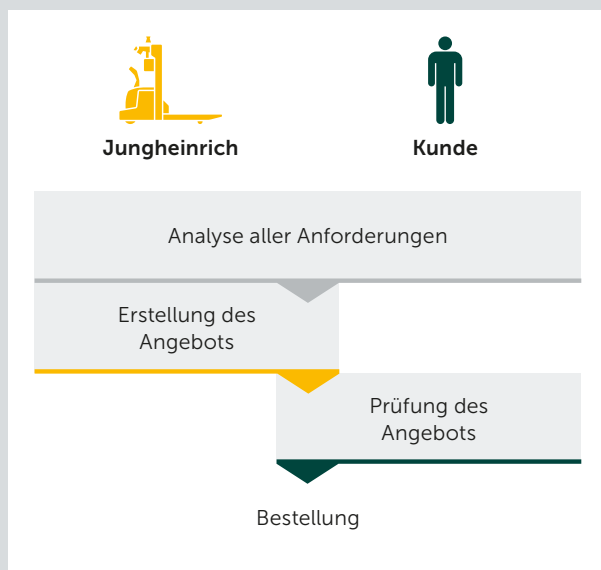 Jungheinrich
Kunde
Analyse aller Anforderungen
Erstellung des
Angebots
Prüfung des
Angebots
Bestellung